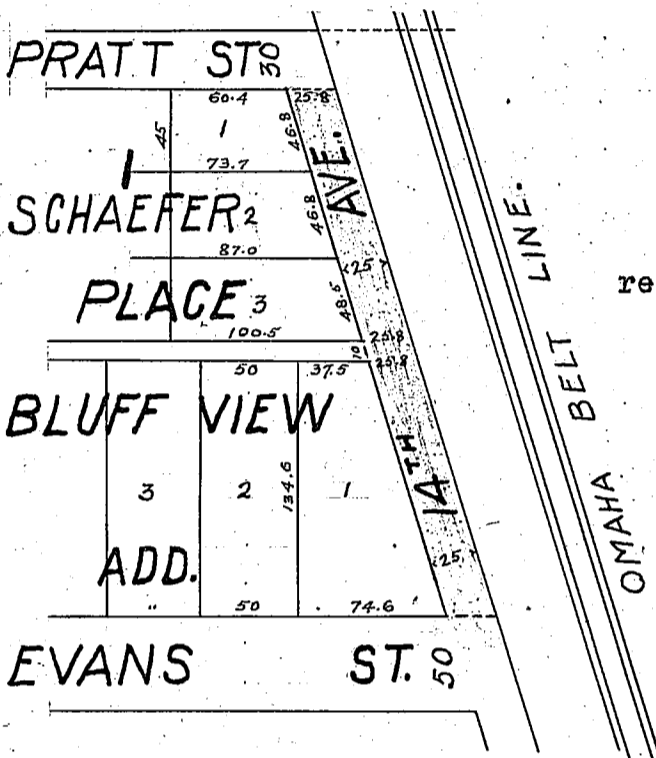 PRATT ST. 30
60.4 25.8
45 1 46.8
1 73.7
SCHAEFER 2 46.8 AVE.
87.0 25
PLACE 3 48.5
100.5 25.8
10 25.8
50 37.5
BLUFF VIEW
3 2 134.6 1 14TH
ADD. 25
" 50 74.6
EVANS ST. 50
OMAHA BELT LINE.
re